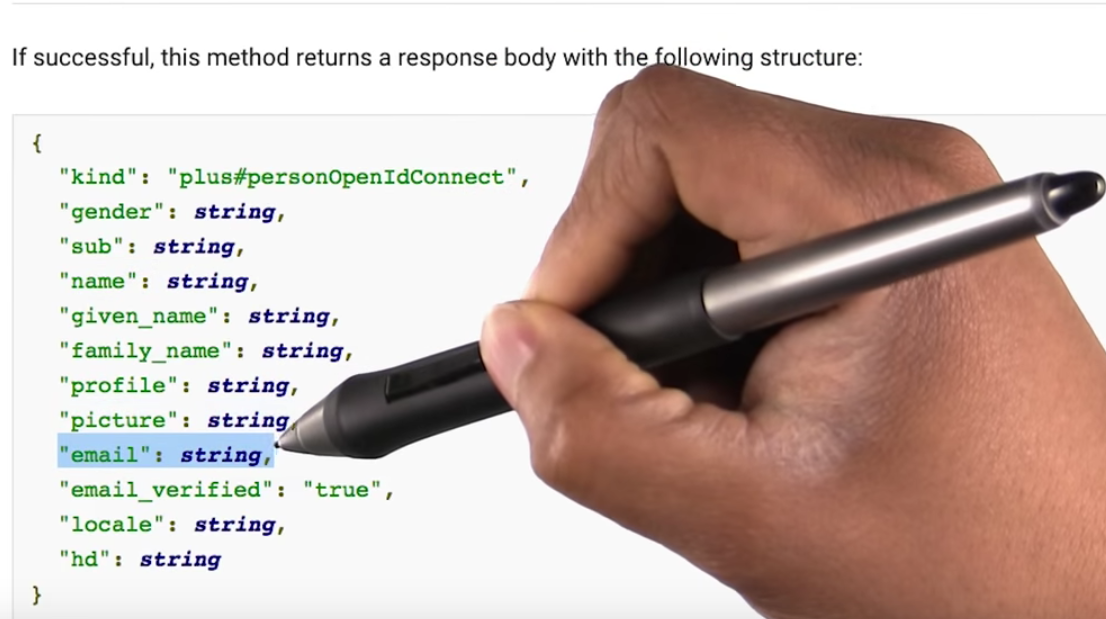 If successful, this method returns a response body with the following structure:
{
"kind": "plus#personOpenIdConnect",
"gender": string,
"sub": string,
"name": string,
"given_name": string,
"family_name": string,
"profile": string,
"picture": string,
"email": string,
"email_verified": "true",
"locale": string,
"hd": string
}